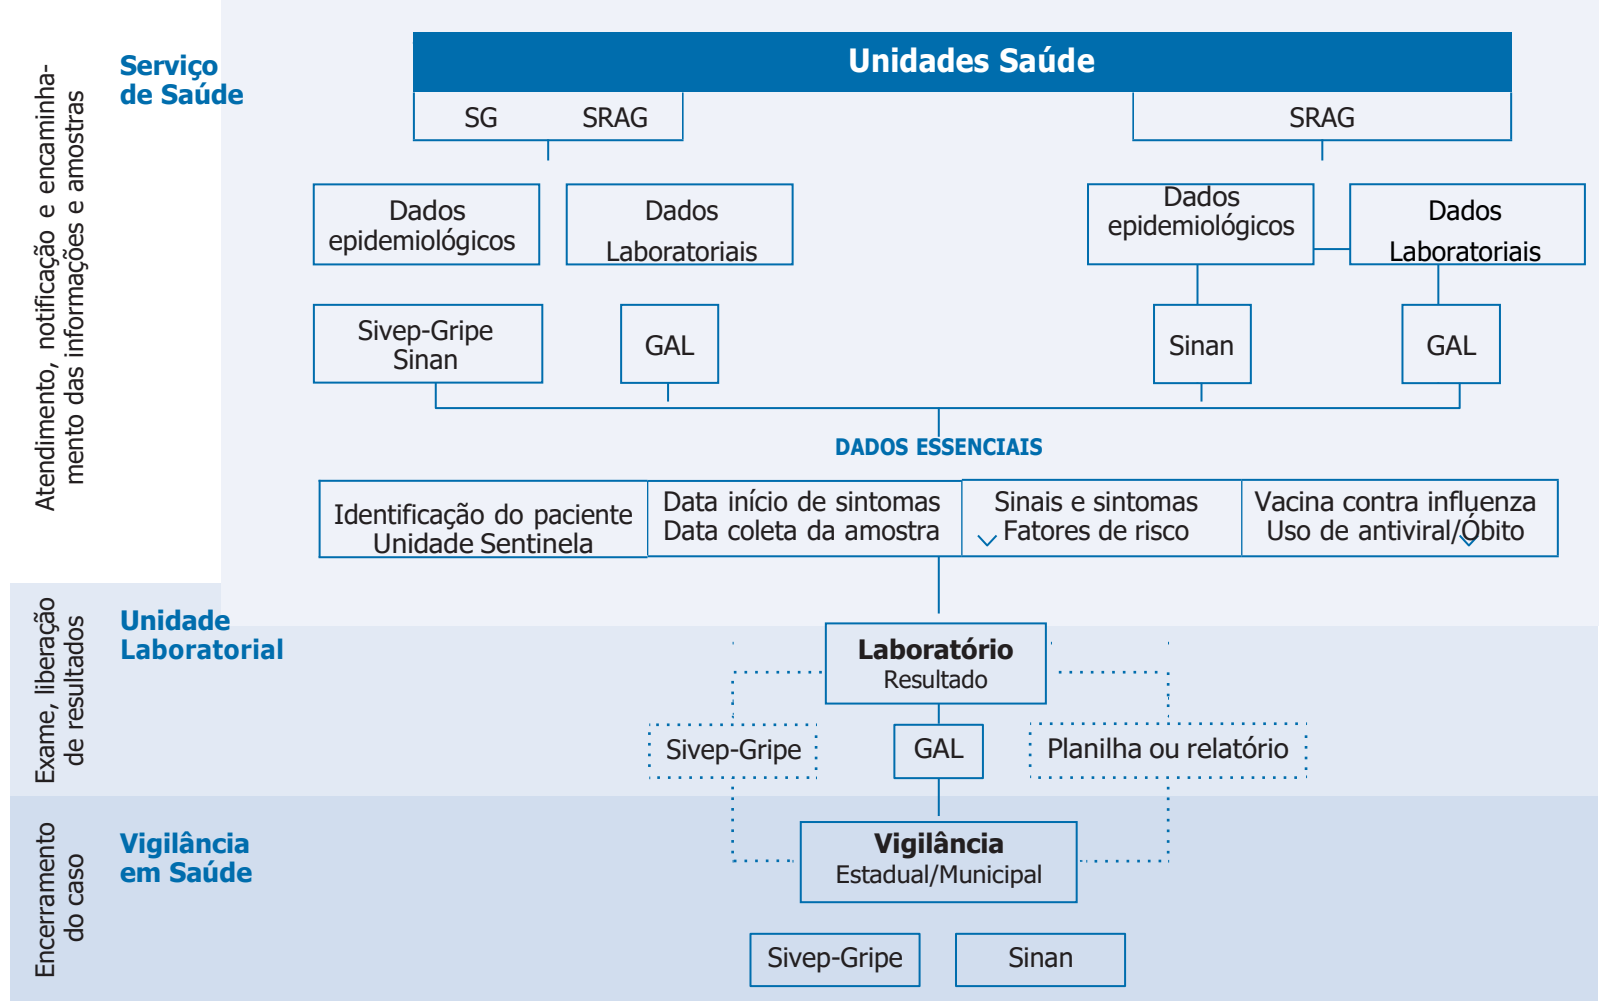 Atendimento, notificação e encaminha-
mento das informações e amostras
Serviço
de Saúde
Unidades Saúde
SG SRAG
SRAG
Dados
epidemiológicos
Dados
Laboratoriais
Dados
epidemiológicos
Dados
Laboratoriais
Sivep-Gripe
Sinan
GAL
Sinan
GAL
DADOS ESSENCIAIS
Identificação do paciente
Unidade Sentinela
Data início de sintomas
Data coleta da amostra
Sinais e sintomas
Fatores de risco
Vacina contra influenza
Uso de antiviral/Óbito
Exame, liberação
de resultados
Unidade
Laboratorial
Laboratório
Resultado
Sivep-Gripe
GAL
Planilha ou relatório
Encerramento
do caso
Vigilância
em Saúde
Vigilância
Estadual/Municipal
Sivep-Gripe
Sinan